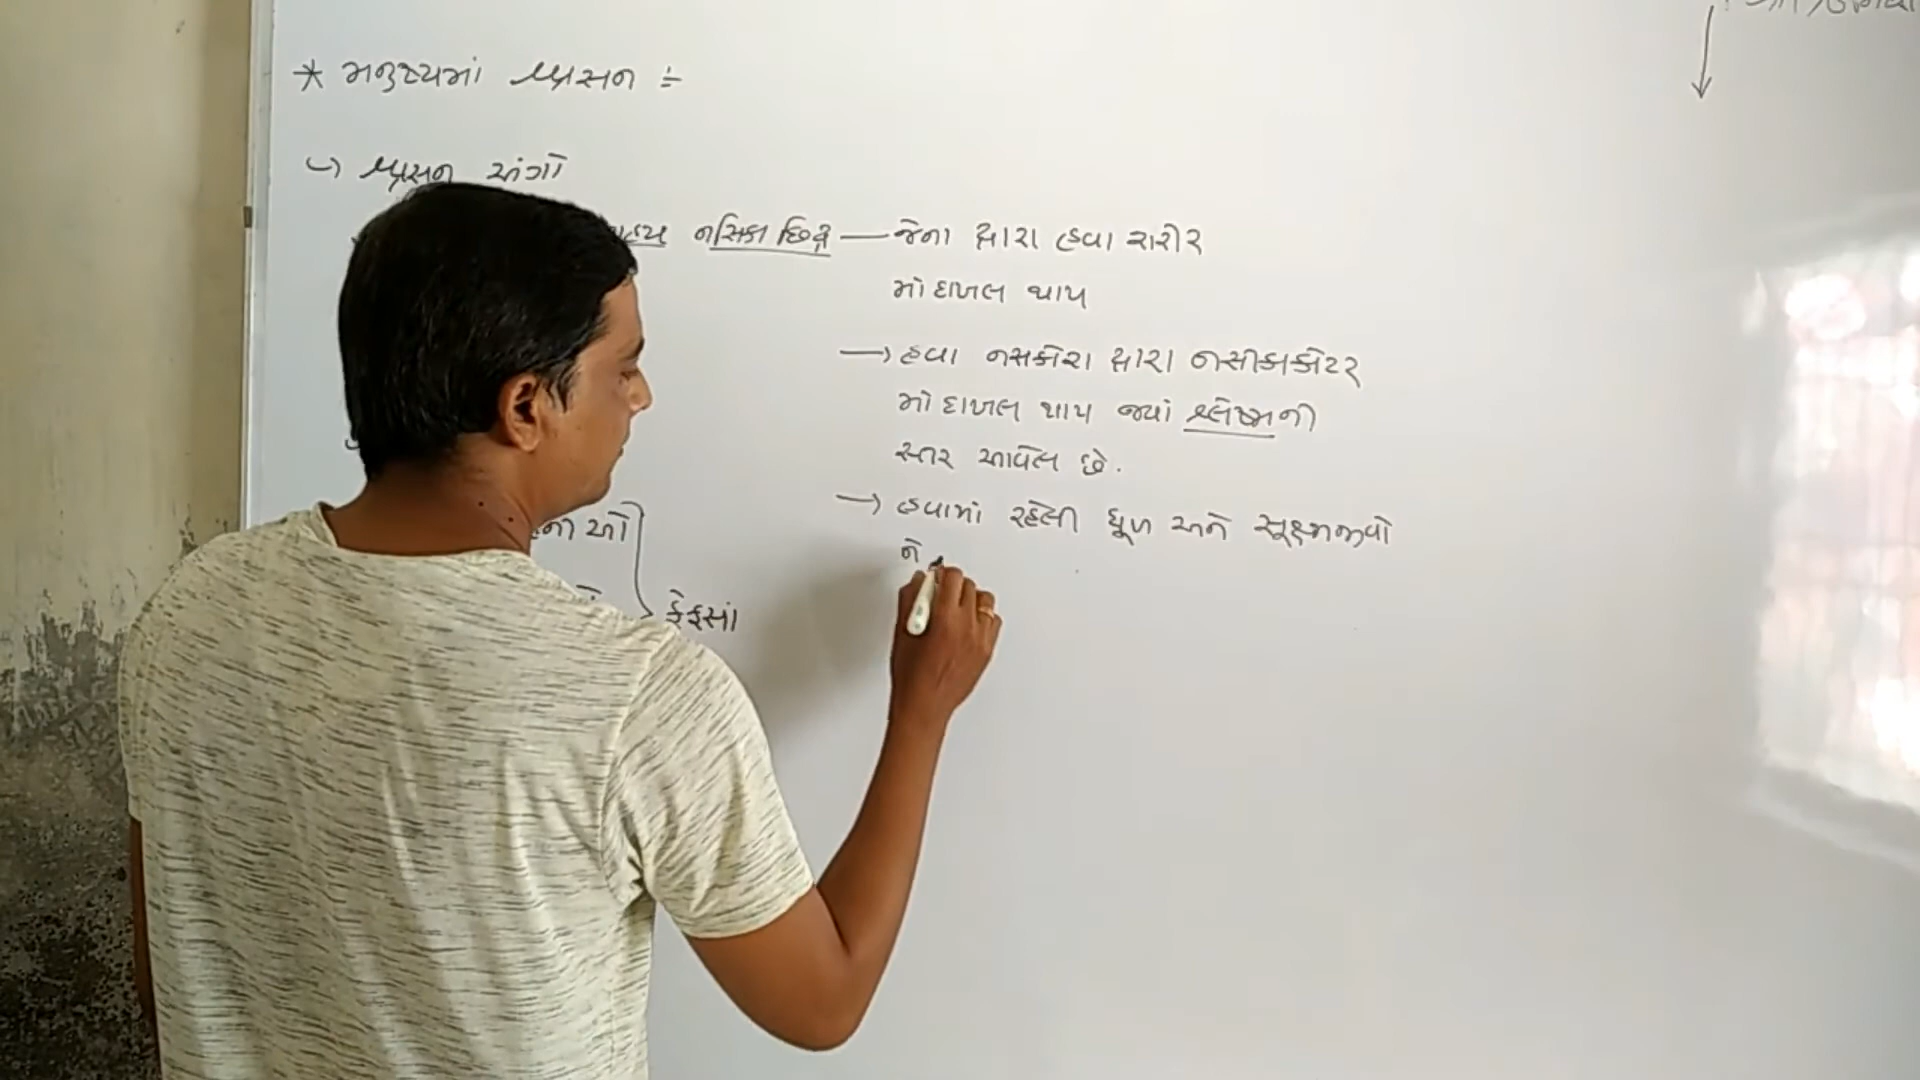 * મનુષ્યમાં શ્વસન :-
શ્વસન અંગો
નસિકા છિદ્ર — જેના દ્વારા હવા શરીર
માં દાખલ થાય
→ હવા નસકોરા દ્વારા નસીકાકોટર
માં દાખલ થાય જ્યાં શ્લેષ્મની
સ્તર આવેલ છે.
→ હવામાં રહેલી ધૂળ અને સૂક્ષ્મજીવો
ને
ફેફસાં